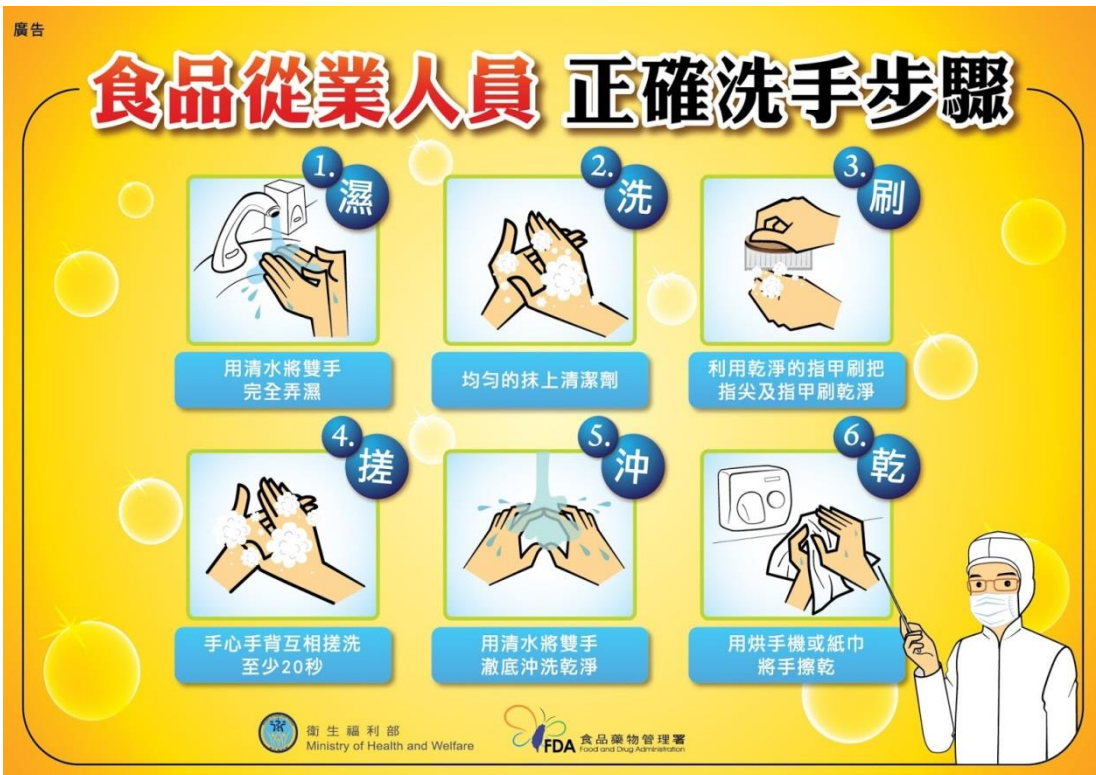 廣告
食品從業人員 正確洗手步驟
1. 濕
用清水將雙手
完全弄濕
2. 洗
均勻的抹上清潔劑
3. 刷
利用乾淨的指甲刷把
指尖及指甲刷乾淨
4. 搓
手心手背互相搓洗
至少20秒
5. 沖
用清水將雙手
澈底沖洗乾淨
6. 乾
用烘手機或紙巾
將手擦乾
衛生福利部
Ministry of Health and Welfare
FDA 食品藥物管理署
Food and Drug Administration